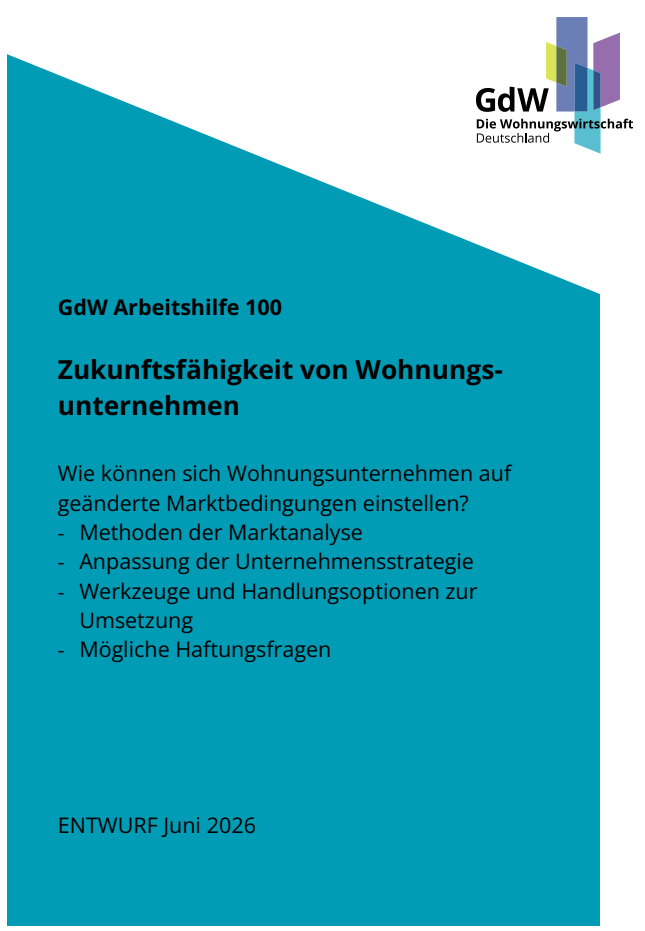 GdW
Die Wohnungswirtschaft
Deutschland
GdW Arbeitshilfe 100
Zukunftsfähigkeit von Wohnungs-
unternehmen
Wie können sich Wohnungsunternehmen auf
geänderte Marktbedingungen einstellen?
- Methoden der Marktanalyse
- Anpassung der Unternehmensstrategie
- Werkzeuge und Handlungsoptionen zur
Umsetzung
- Mögliche Haftungsfragen
ENTWURF Juni 2026